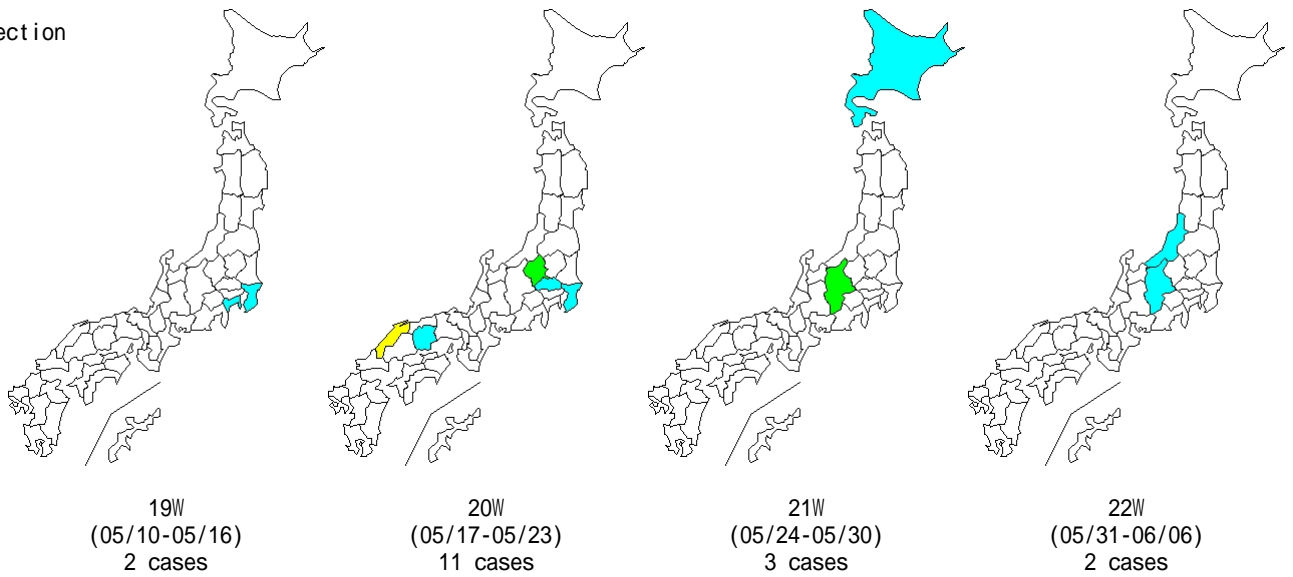 ection
19W
(05/10-05/16)
2 cases
20W
(05/17-05/23)
11 cases
21W
(05/24-05/30)
3 cases
22W
(05/31-06/06)
2 cases